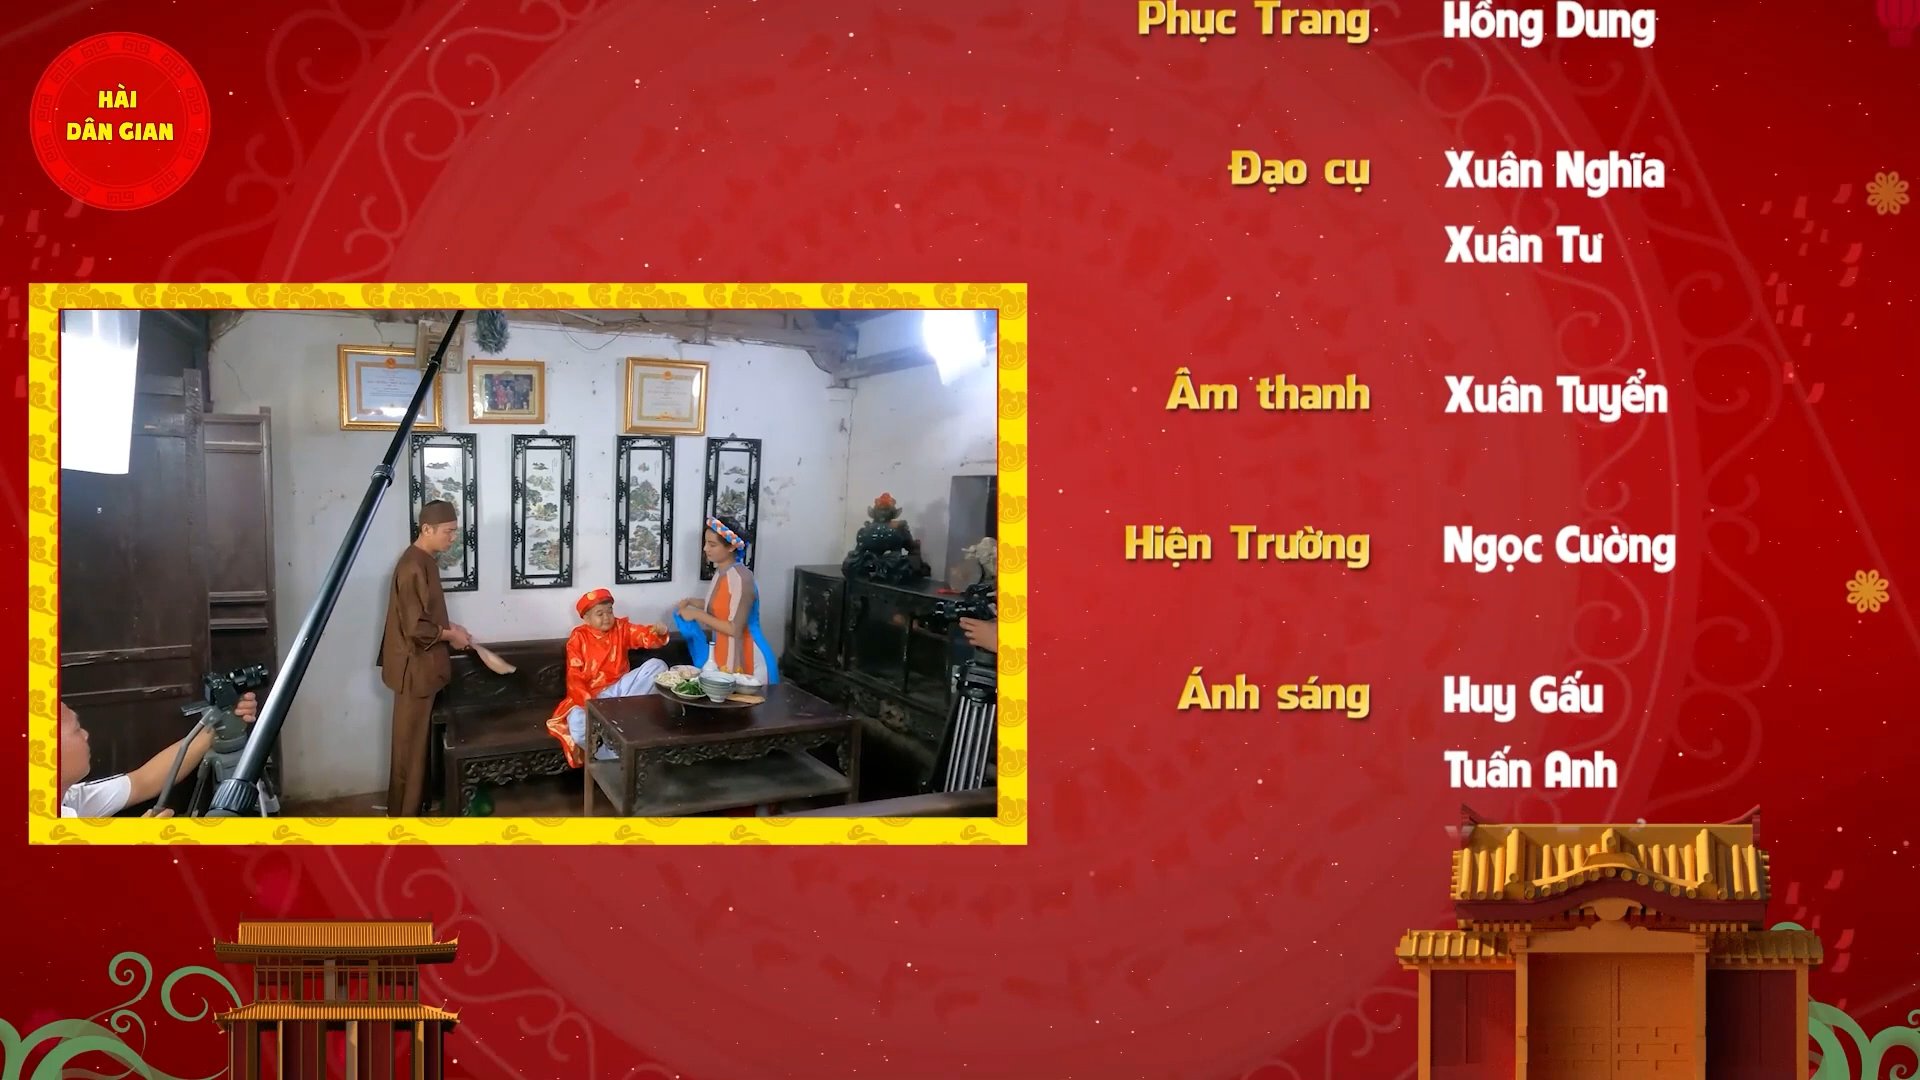 HÀI
DÂN GIAN
Phục Trang Hồng Dung
Đạo cụ Xuân Nghĩa
Xuân Tư
Âm thanh Xuân Tuyển
Hiện Trường Ngọc Cường
Ánh sáng Huy Gấu
Tuấn Anh